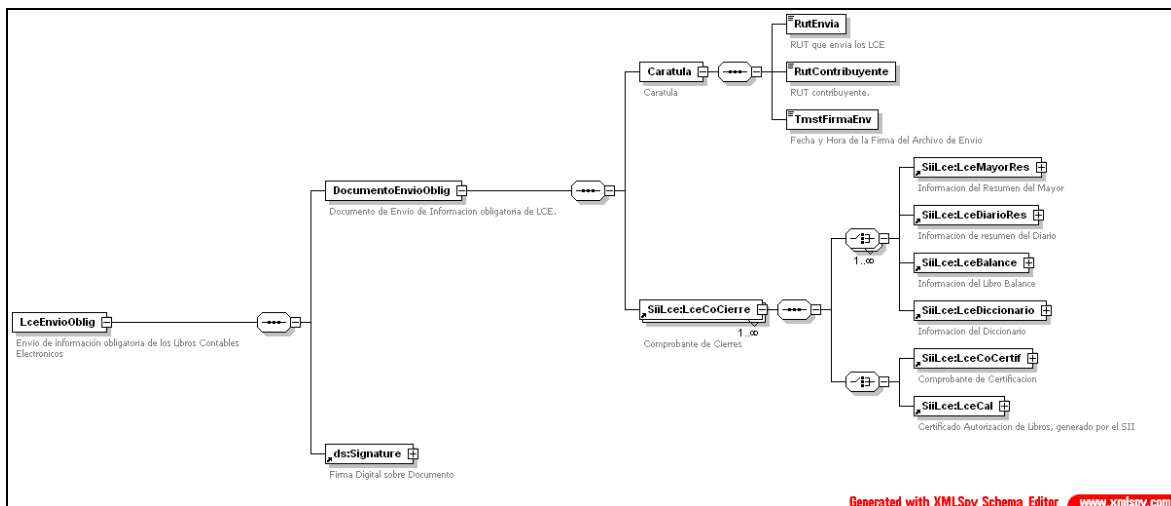 RutEnvia
RUT que envia los LCE
Caratula
Caratula
RutContribuyente
RUT contribuyente.
TmstFirmaEnv
Fecha y Hora de la Firma del Archivo de Envio
DocumentoEnvioOblig
Documento de Envio de Informacion obligatoria de LCE.
SiiLce:LceMayorRes
Informacion del Resumen del Mayor
SiiLce:LceDiarioRes
Informacion de resumen del Diario
1..∞
SiiLce:LceBalance
Informacion del Libro Balance
SiiLce:LceDiccionario
Informacion del Diccionario
LceEnvioOblig
Envio de información obligatoria de los Libros Contables
Electronicos
SiiLce:LceCoCierre
1..∞
Comprobante de Cierres
SiiLce:LceCoCertif
Comprobante de Certificacion
SiiLce:LceCal
Certificado Autorizacion de Libros, generado por el SII
ds:Signature
Firma Digital sobre Documento
Generated with XMLSpy Schema Editor www.xmlspy.com